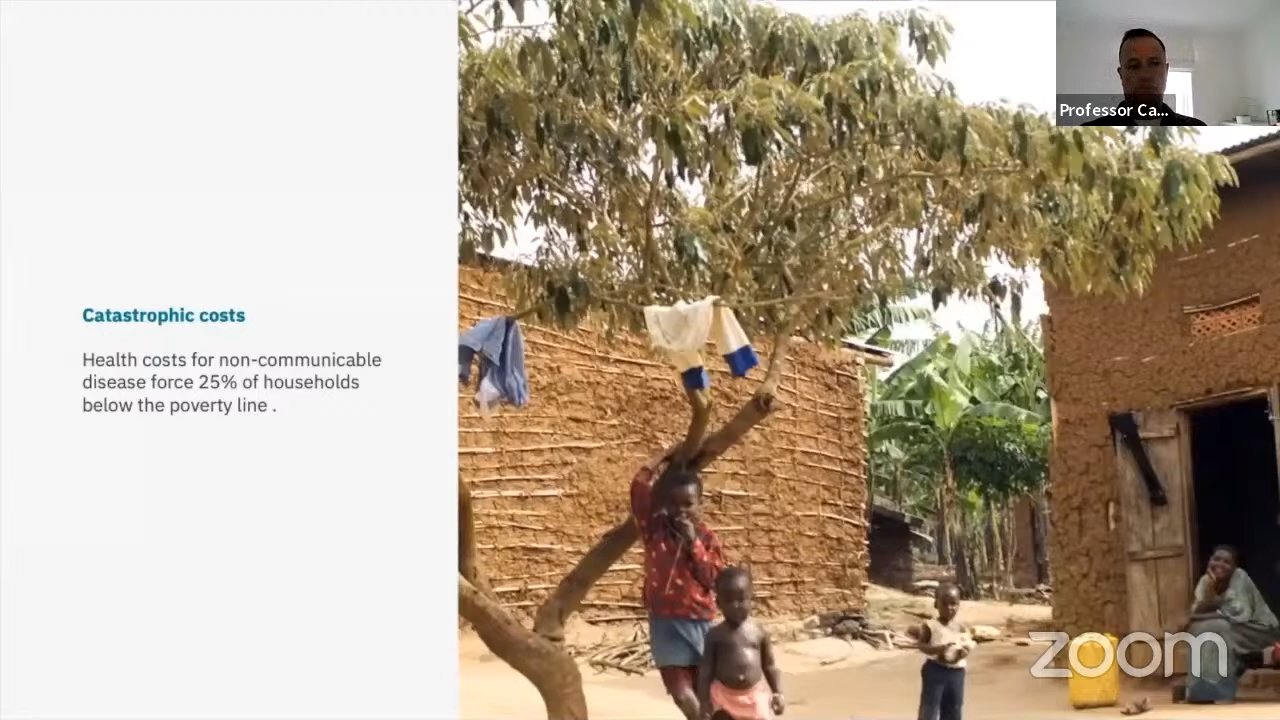 Professor Ca...
Catastrophic costs
Health costs for non-communicable
disease force 25% of households
below the poverty line .
zoom